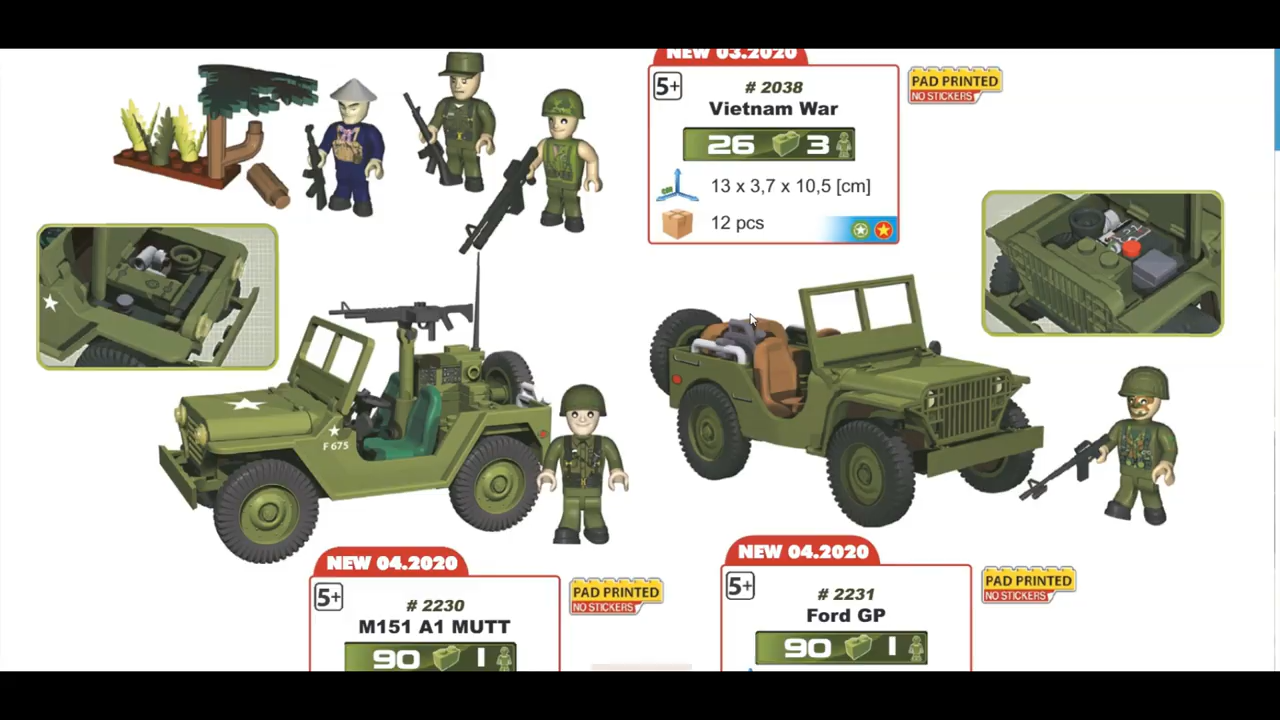 NEW 03.2020
5+
# 2038
Vietnam War
26 3
13 x 3,7 x 10,5 [cm]
12 pcs
PAD PRINTED
NO STICKERS
F 675
NEW 04.2020
5+
# 2230
M151 A1 MUTT
90 1
PAD PRINTED
NO STICKERS
NEW 04.2020
5+
# 2231
Ford GP
90 1
PAD PRINTED
NO STICKERS